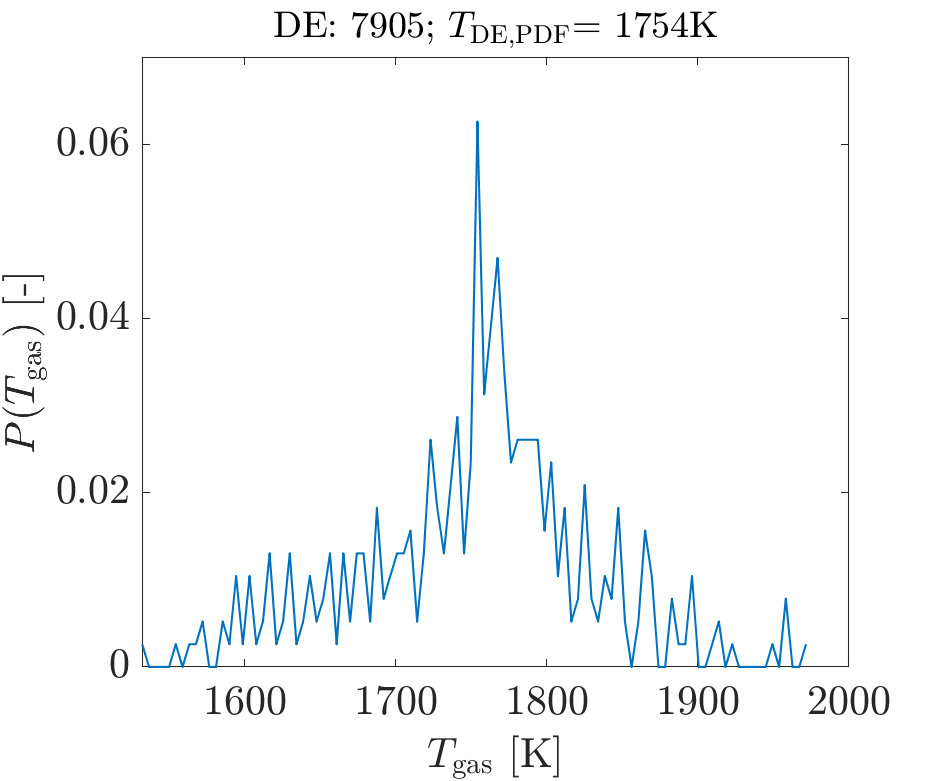 DE: 7905; T_DE,PDF= 1754K
P(T_gas) [-]
0.06
0.04
0.02
0
1600 1700 1800 1900 2000
T_gas [K]